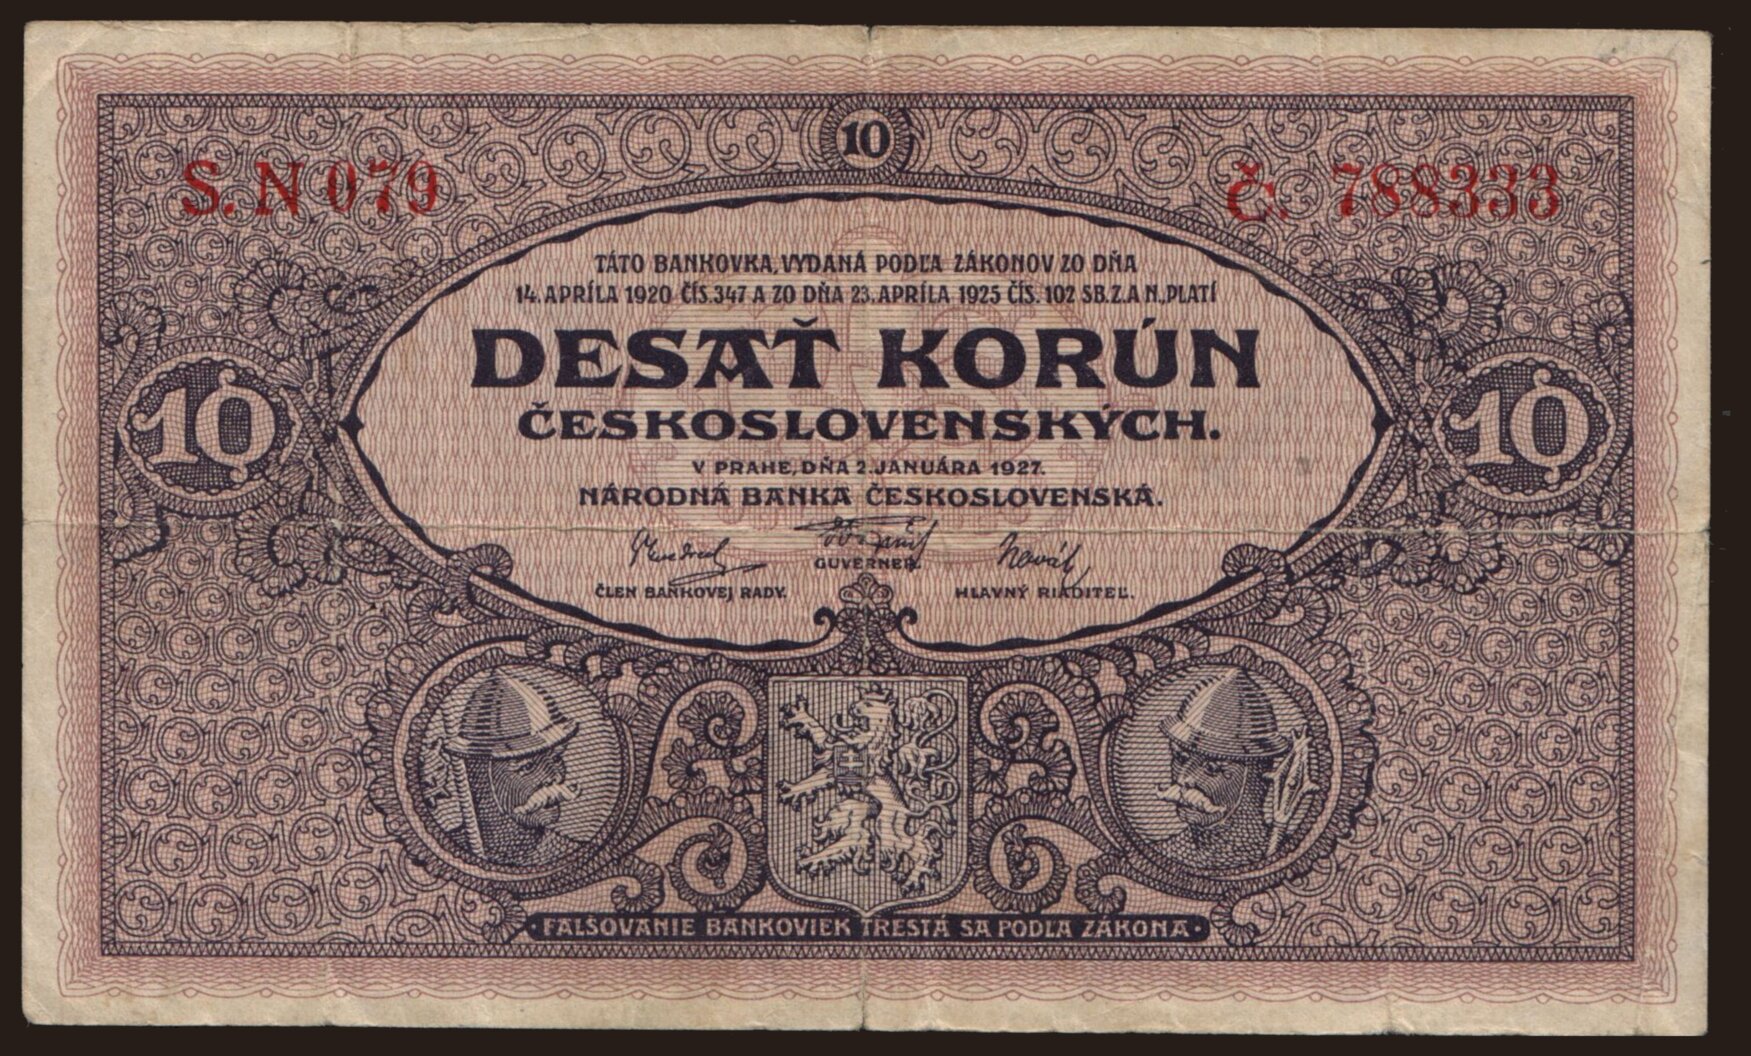 10
S. N 079
Č. 788333
TÁTO BANKOVKA, VYDANÁ PODĽA ZÁKONOV ZO DŇA
14. APRÍLA 1920 ČÍS. 347 A ZO DŇA 23. APRÍLA 1925 ČÍS. 102 SB. Z. A N., PLATÍ
DESAŤ KORÚN
ČESKOSLOVENSKÝCH.
10
10
V PRAHE, DŇA 2. JANUÁRA 1927.
NÁRODNÁ BANKA ČESKOSLOVENSKÁ.
Novák
GUVERNER.
ČLEN BANKOVEJ RADY.
HLAVNÝ RIADITEĽ.
· FALŠOVANIE BANKOVIEK TRESTÁ SA PODĽA ZÁKONA ·